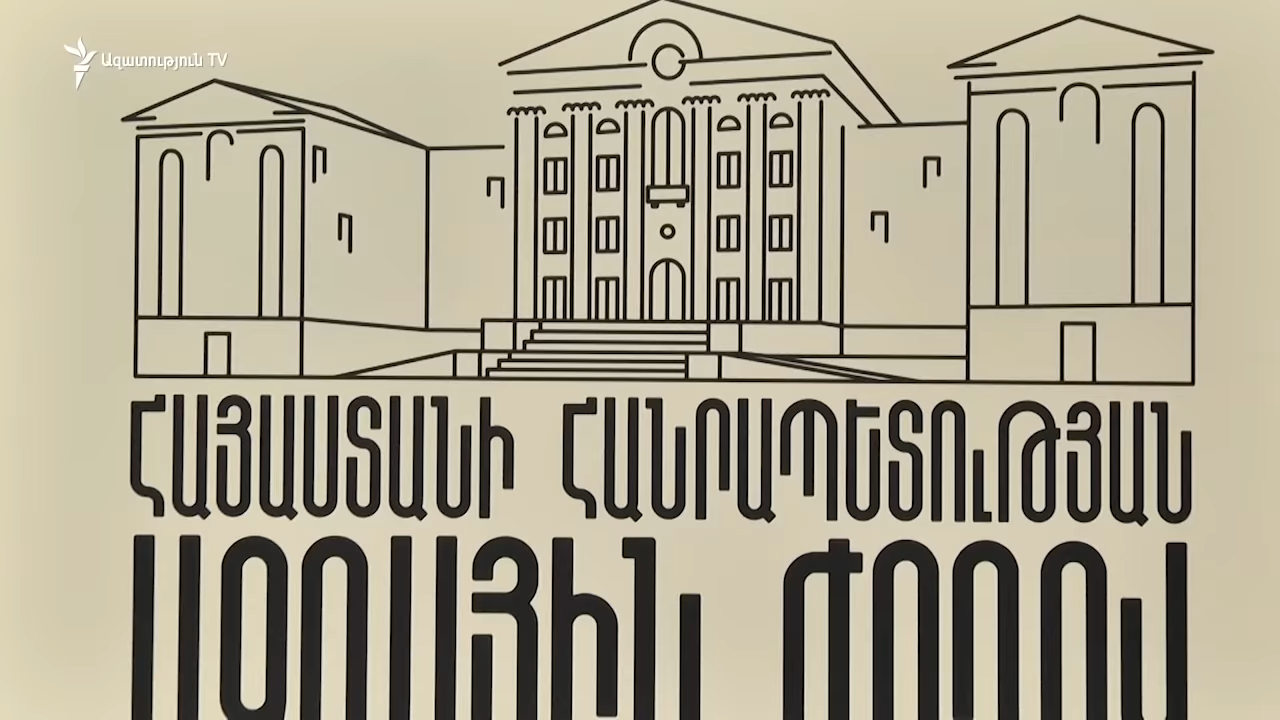 Ազատություն TV
ՀԱՅԱՍՏԱՆԻ ՀԱՆՐԱՊԵՏՈՒԹՅԱՆ
ԱԶԳԱՅԻՆ ԺՈՂՈՎ